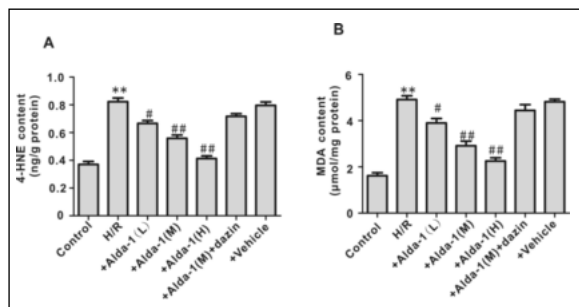 A
4-HNE content
(ng/g protein)
1.0
0.8
0.6
0.4
0.2
0
**
#
##
##
Control
H/R
+Alda-1(L)
+Alda-1(M)
+Alda-1(H)
+Alda-1(M)+dazin
+Vehicle
B
MDA content
(μmol/mg protein)
6
4
2
0
**
#
##
##
Control
H/R
+Alda-1(L)
+Alda-1(M)
+Alda-1(H)
+Alda-1(M)+dazin
+Vehicle